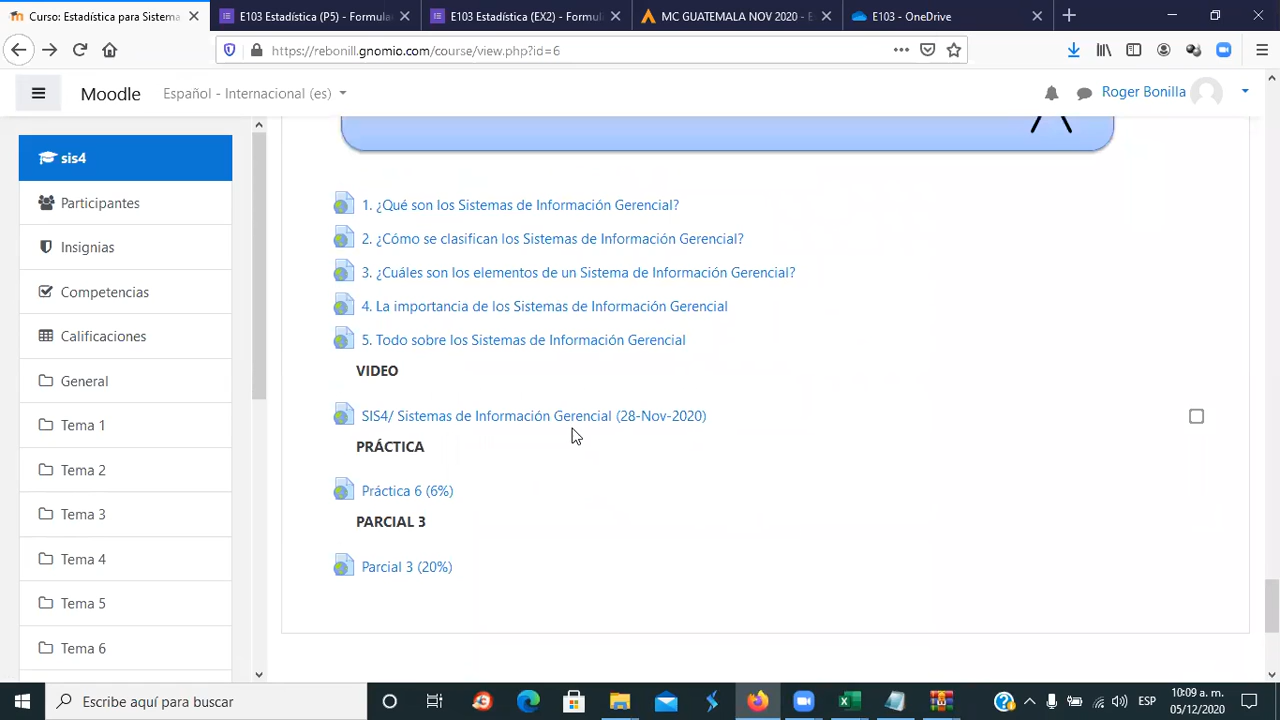 Curso: Estadística para Sistema
E103 Estadística (P5) - Formula
E103 Estadística (EX2) - Formul
MC GUATEMALA NOV 2020 - E
E103 - OneDrive
https://rebonill.gnomio.com/course/view.php?id=6
Moodle
Español - Internacional (es)
Roger Bonilla
sis4
Participantes
Insignias
Competencias
Calificaciones
General
Tema 1
Tema 2
Tema 3
Tema 4
Tema 5
Tema 6
1. ¿Qué son los Sistemas de Información Gerencial?
2. ¿Cómo se clasifican los Sistemas de Información Gerencial?
3. ¿Cuáles son los elementos de un Sistema de Información Gerencial?
4. La importancia de los Sistemas de Información Gerencial
5. Todo sobre los Sistemas de Información Gerencial
VIDEO
SIS4/ Sistemas de Información Gerencial (28-Nov-2020)
PRÁCTICA
Práctica 6 (6%)
PARCIAL 3
Parcial 3 (20%)
Escribe aquí para buscar
ESP
10:09 a. m.
05/12/2020